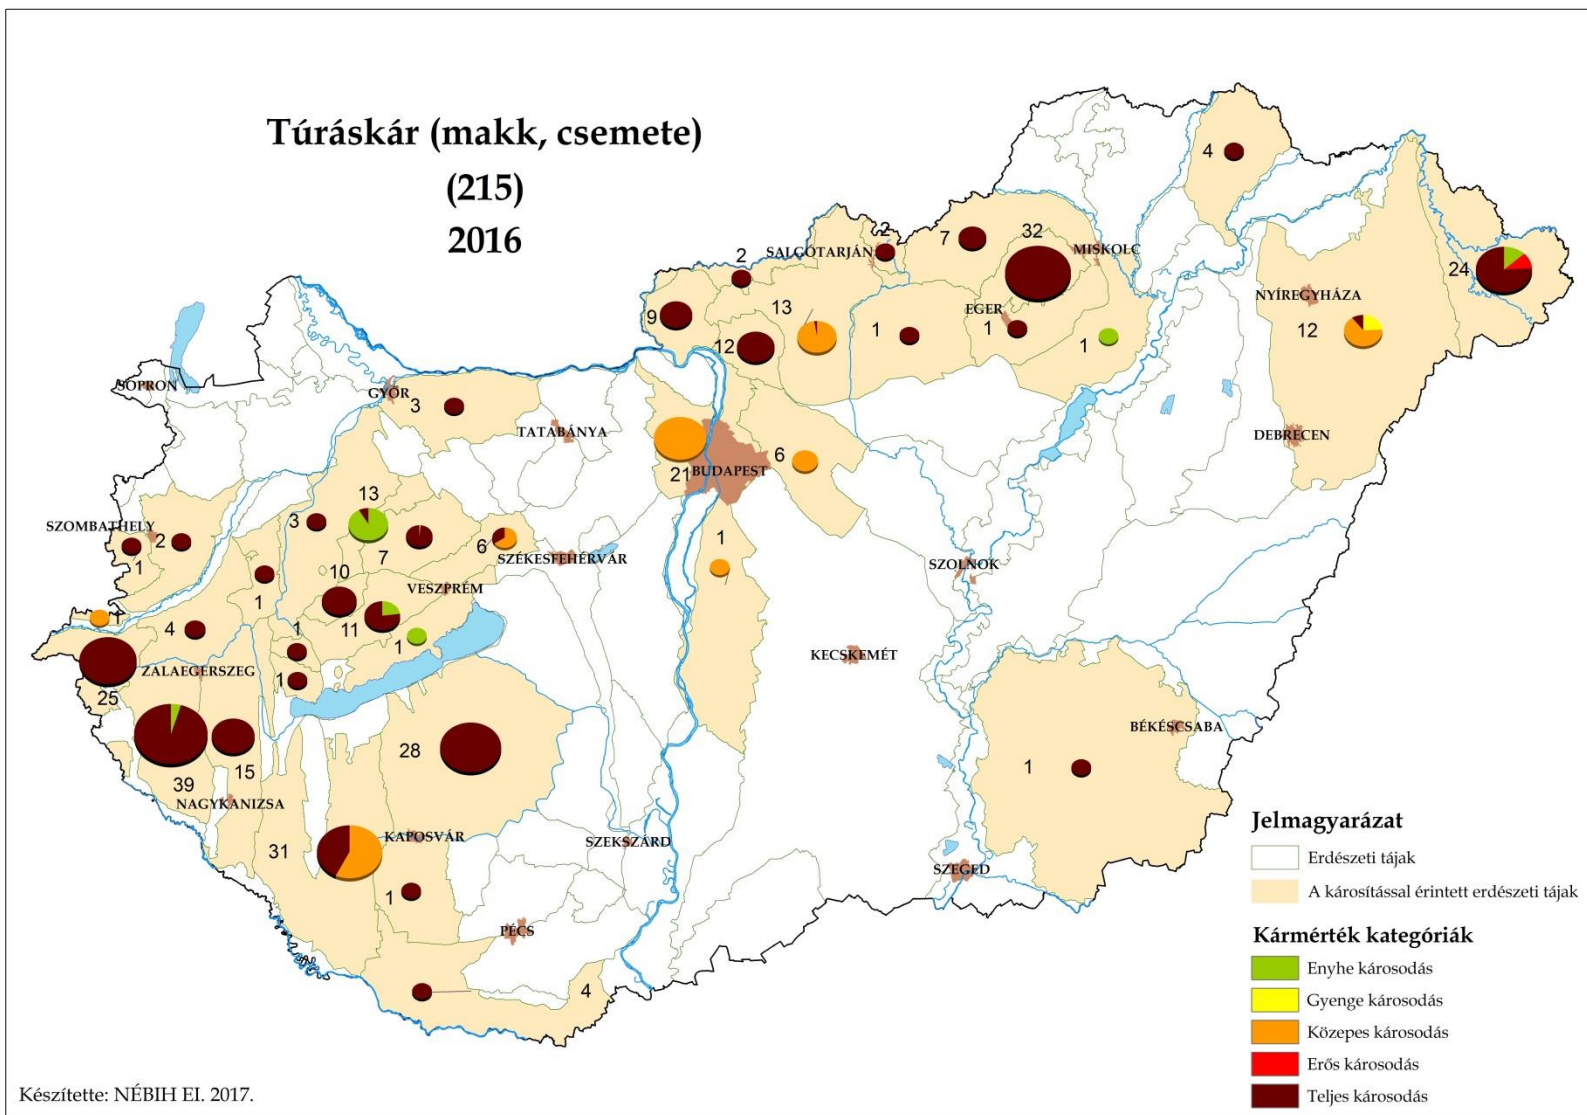 Túráskár (makk, csemete)
(215)
2016
4
2
SALGÓTARJÁN
2
7
32
MISKOLC
24
NYÍREGYHÁZA
12
9
13
12
1
EGER
1
1
SOPRON
GYŐR
3
TATABÁNYA
21
BUDAPEST
6
DEBRECEN
SZOMBATHELY
2
1
3
13
7
6
SZÉKESFEHÉRVÁR
1
SZOLNOK
1
10
VESZPRÉM
11
1
1
4
1
1
KECSKEMÉT
ZALAEGERSZEG
25
39
15
NAGYKANIZSA
28
BÉKÉSCSABA
1
31
KAPOSVÁR
SZEKSZÁRD
SZEGED
1
PÉCS
4
Jelmagyarázat
Erdészeti tájak
A károsítással érintett erdészeti tájak
Kármérték kategóriák
Enyhe károsodás
Gyenge károsodás
Közepes károsodás
Erős károsodás
Teljes károsodás
Készítette: NÉBIH EI. 2017.